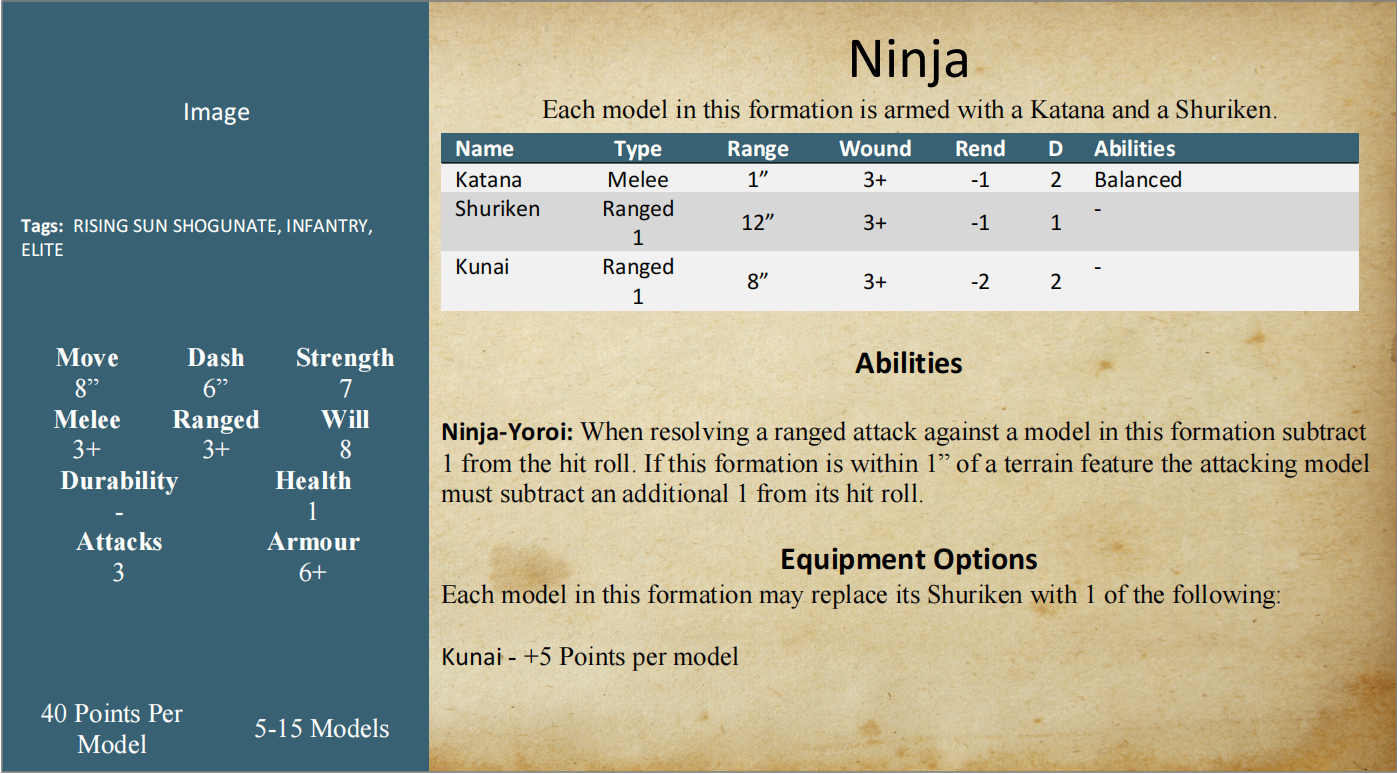 Image
Tags: RISING SUN SHOGUNATE, INFANTRY,
ELITE
Move Dash Strength
8” 6” 7
Melee Ranged Will
3+ 3+ 8
Durability Health
- 1
Attacks Armour
3 6+
40 Points Per
Model
5-15 Models
Ninja
Each model in this formation is armed with a Katana and a Shuriken.
Name Type Range Wound Rend D Abilities
Katana Melee 1” 3+ -1 2 Balanced
Shuriken Ranged 1 12” 3+ -1 1 -
Kunai Ranged 1 8” 3+ -2 2 -
Abilities
Ninja-Yoroi: When resolving a ranged attack against a model in this formation subtract
1 from the hit roll. If this formation is within 1” of a terrain feature the attacking model
must subtract an additional 1 from its hit roll.
Equipment Options
Each model in this formation may replace its Shuriken with 1 of the following:
Kunai - +5 Points per model